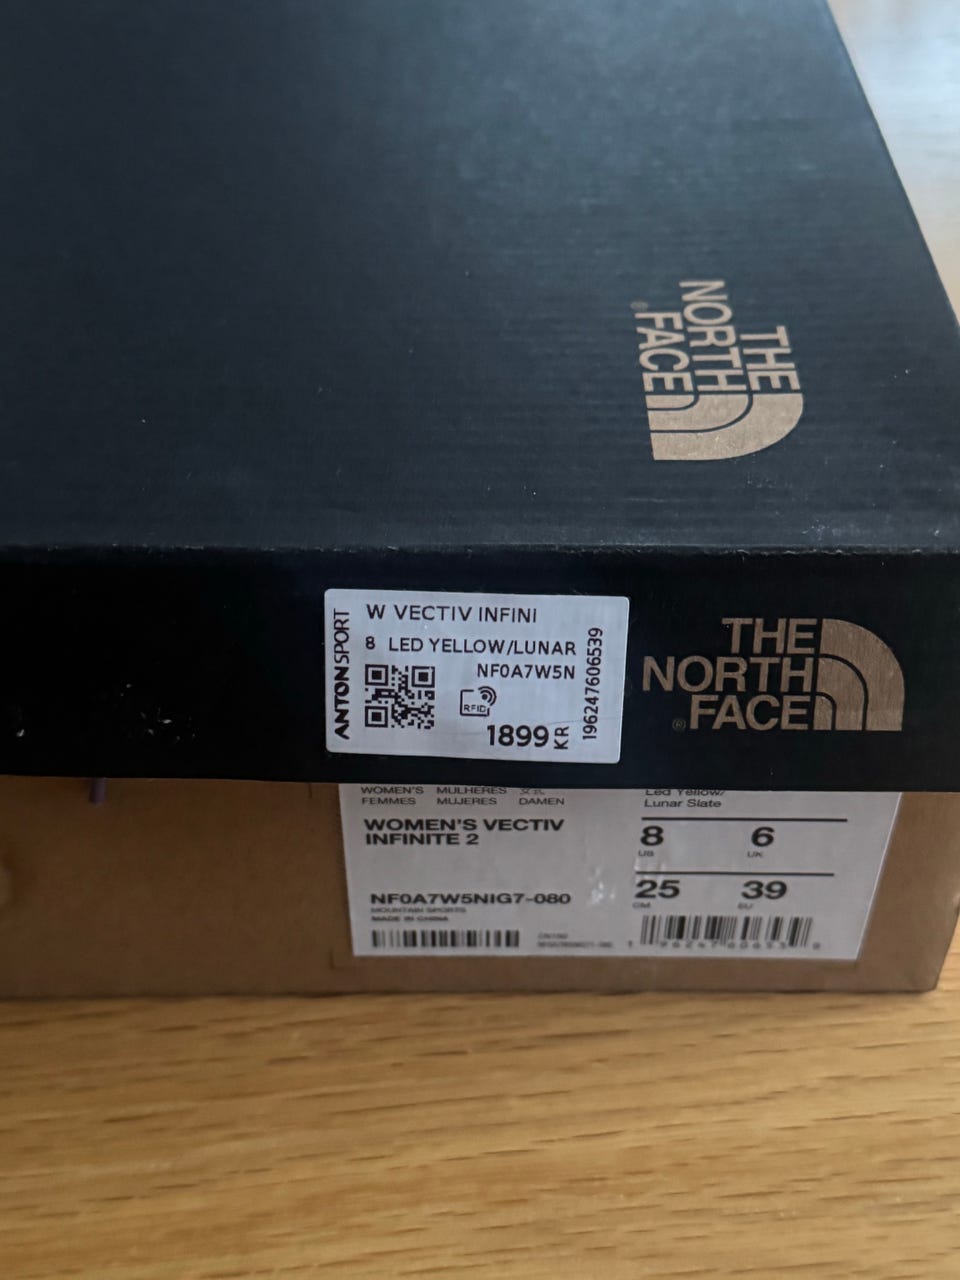 THE
NORTH
FACE
ANTON SPORT
W VECTIV INFINI
8 LED YELLOW/LUNAR
NF0A7W5N
RFID
1899 KR
196247606539
THE
NORTH
FACE
WOMEN'S MULHERES 女式
FEMMES MUJERES DAMEN
Led Yellow/
Lunar Slate
WOMEN'S VECTIV
INFINITE 2
8 US 6 UK
25 CM 39 EU
NF0A7W5NIG7-080
MOUNTAIN SPORTS
MADE IN CHINA